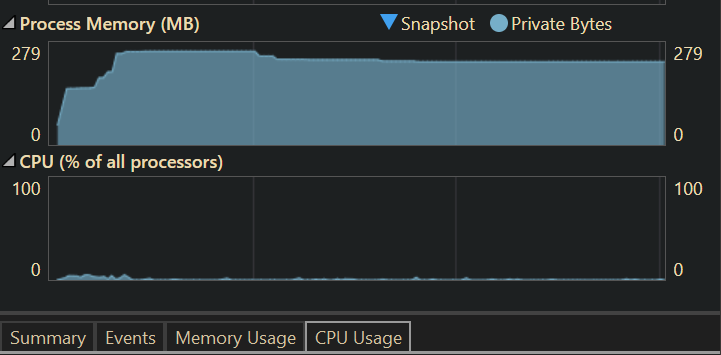 Process Memory (MB) Snapshot Private Bytes
279 279
0 0
CPU (% of all processors)
100 100
0 0
Summary Events Memory Usage CPU Usage